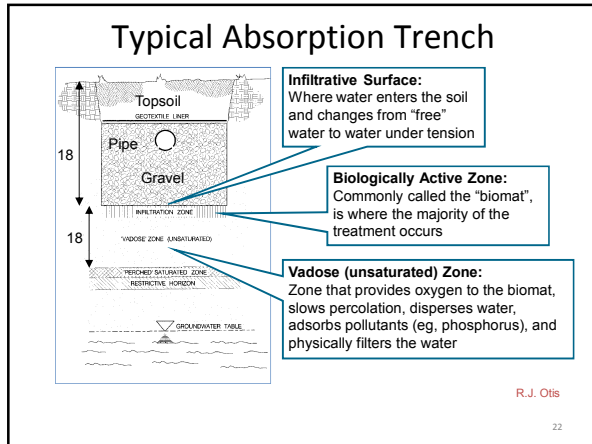 Typical Absorption Trench
Topsoil
GEOTEXTILE LINER
Pipe
18
Gravel
INFILTRATION ZONE
18
'VADOSE' ZONE (UNSATURATED)
'PERCHED' SATURATED ZONE
RESTRICTIVE HORIZON
GROUNDWATER TABLE
Infiltrative Surface:
Where water enters the soil
and changes from “free”
water to water under tension
Biologically Active Zone:
Commonly called the “biomat”,
is where the majority of the
treatment occurs
Vadose (unsaturated) Zone:
Zone that provides oxygen to the biomat,
slows percolation, disperses water,
adsorbs pollutants (eg, phosphorus), and
physically filters the water
R.J. Otis
22